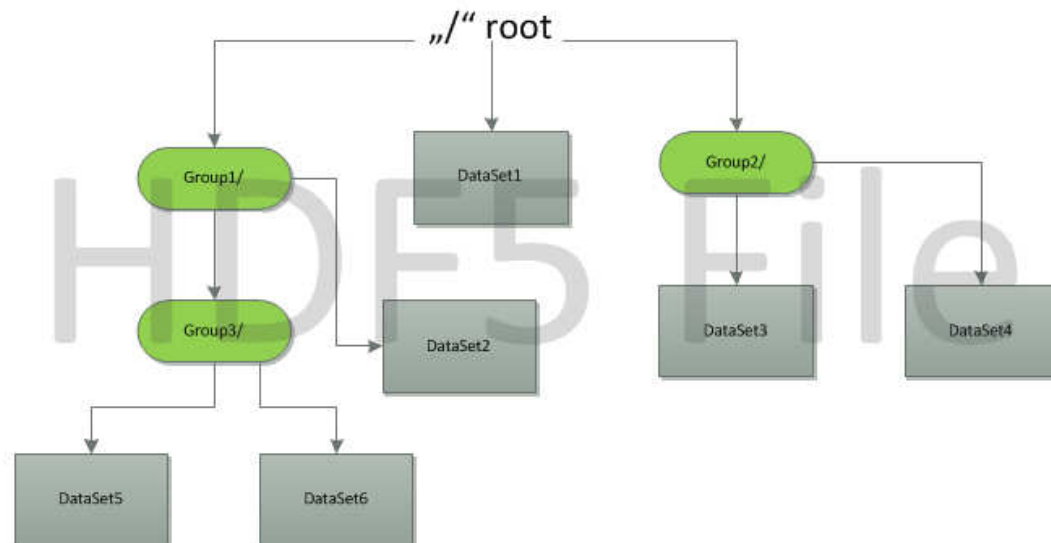 „/“ root
Group1/
DataSet1
Group2/
HDF5 File
Group3/
DataSet2
DataSet3
DataSet4
DataSet5
DataSet6